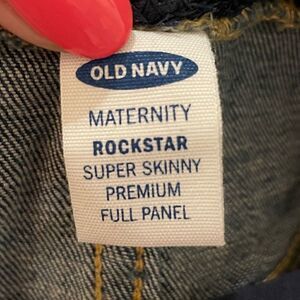 OLD NAVY
MATERNITY
ROCKSTAR
SUPER SKINNY
PREMIUM
FULL PANEL